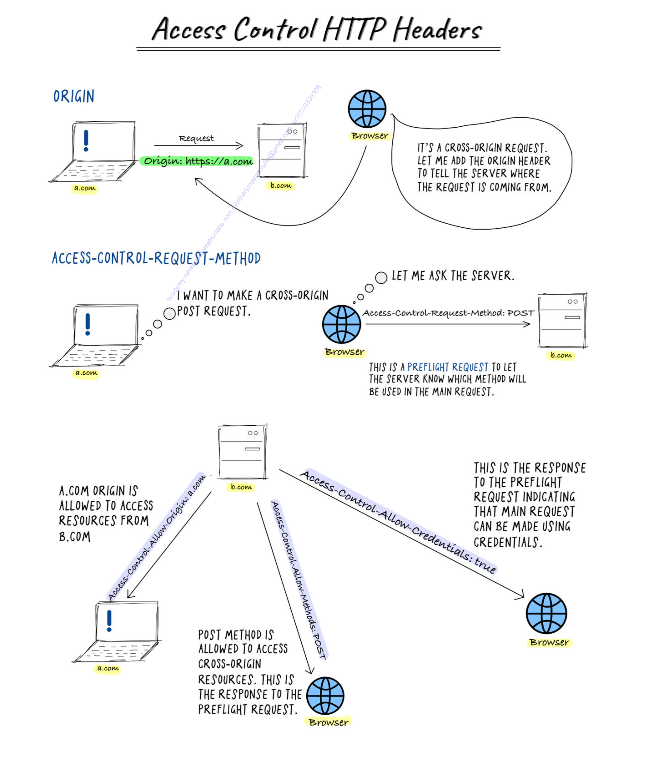 Access Control HTTP Headers
ORIGIN
Request
Origin: https://a.com
a.com
b.com
Browser
IT'S A CROSS-ORIGIN REQUEST.
LET ME ADD THE ORIGIN HEADER
TO TELL THE SERVER WHERE
THE REQUEST IS COMING FROM.
ACCESS-CONTROL-REQUEST-METHOD
I WANT TO MAKE A CROSS-ORIGIN
POST REQUEST.
a.com
LET ME ASK THE SERVER.
Access-Control-Request-Method: POST
Browser
b.com
THIS IS A PREFLIGHT REQUEST TO LET
THE SERVER KNOW WHICH METHOD WILL
BE USED IN THE MAIN REQUEST.
b.com
A.COM ORIGIN IS
ALLOWED TO ACCESS
RESOURCES FROM
B.COM
Access-Control-Allow-Origin: a.com
a.com
Access-Control-Allow-Methods: POST
POST METHOD IS
ALLOWED TO ACCESS
CROSS-ORIGIN
RESOURCES. THIS IS
THE RESPONSE TO THE
PREFLIGHT REQUEST.
Browser
Access-Control-Allow-Credentials: true
THIS IS THE RESPONSE
TO THE PREFLIGHT
REQUEST INDICATING
THAT MAIN REQUEST
CAN BE MADE USING
CREDENTIALS.
Browser